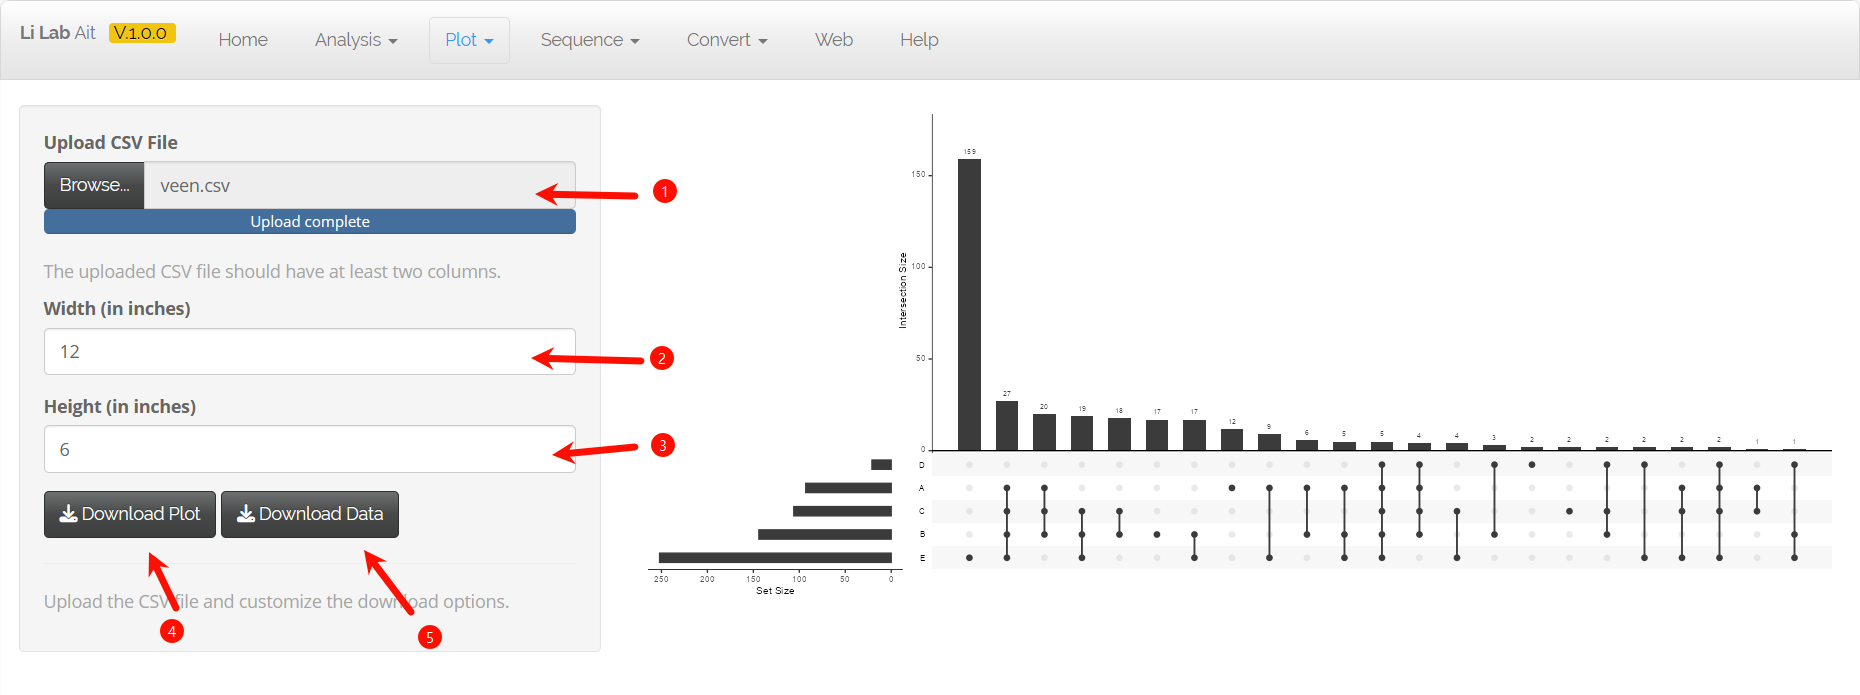 Li Lab Ait V.1.0.0 Home Analysis Plot Sequence Convert Web Help
Upload CSV File
Browse... veen.csv
1
Upload complete
The uploaded CSV file should have at least two columns.
Width (in inches)
12
2
Height (in inches)
6
3
Download Plot Download Data
Upload the CSV file and customize the download options.
4
5
159
150
100
50
0
Intersection Size
27 20 19 18 17 17 12 9 6 5 5 4 4 3 2 2 2 2 2 2 1 1
D
A
C
B
E
250 200 150 100 50 0
Set Size